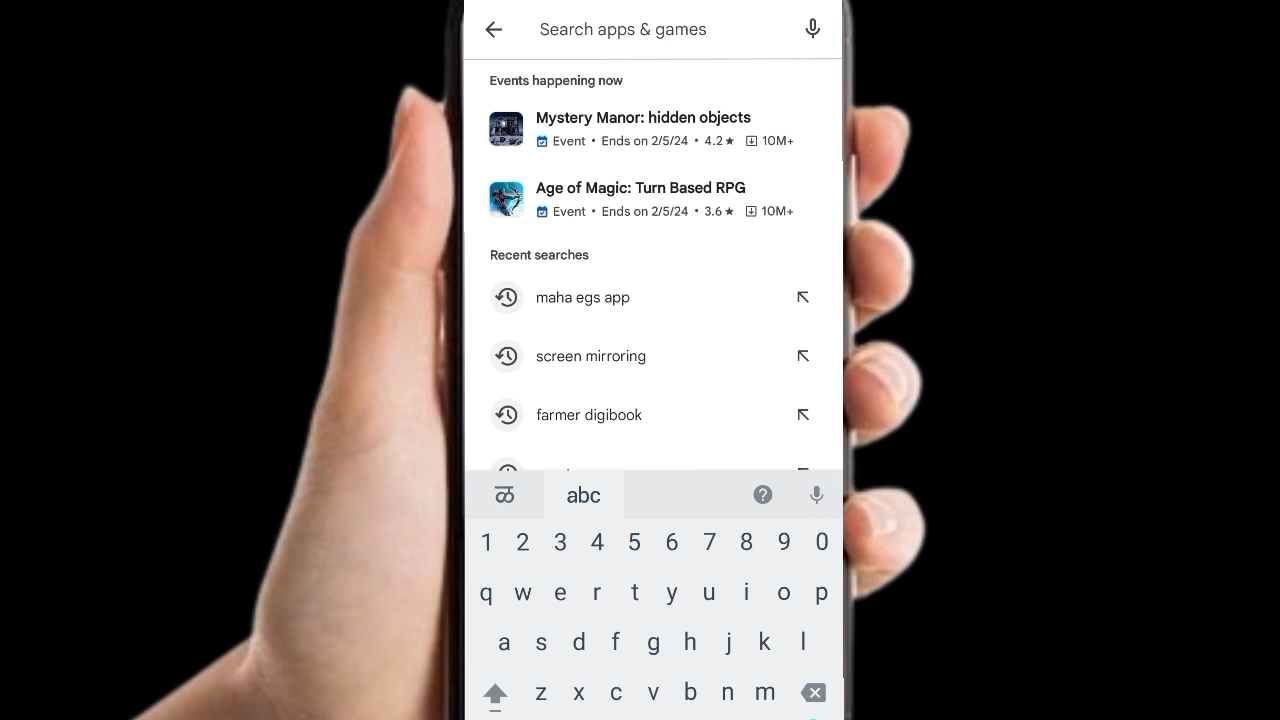 Search apps & games
Events happening now
Mystery Manor: hidden objects
Event • Ends on 2/5/24 • 4.2★ 10M+
Age of Magic: Turn Based RPG
Event • Ends on 2/5/24 • 3.6★ 10M+
Recent searches
maha egs app
screen mirroring
farmer digibook
ळ abc ?
1 2 3 4 5 6 7 8 9 0
q w e r t y u i o p
a s d f g h j k l
z x c v b n m